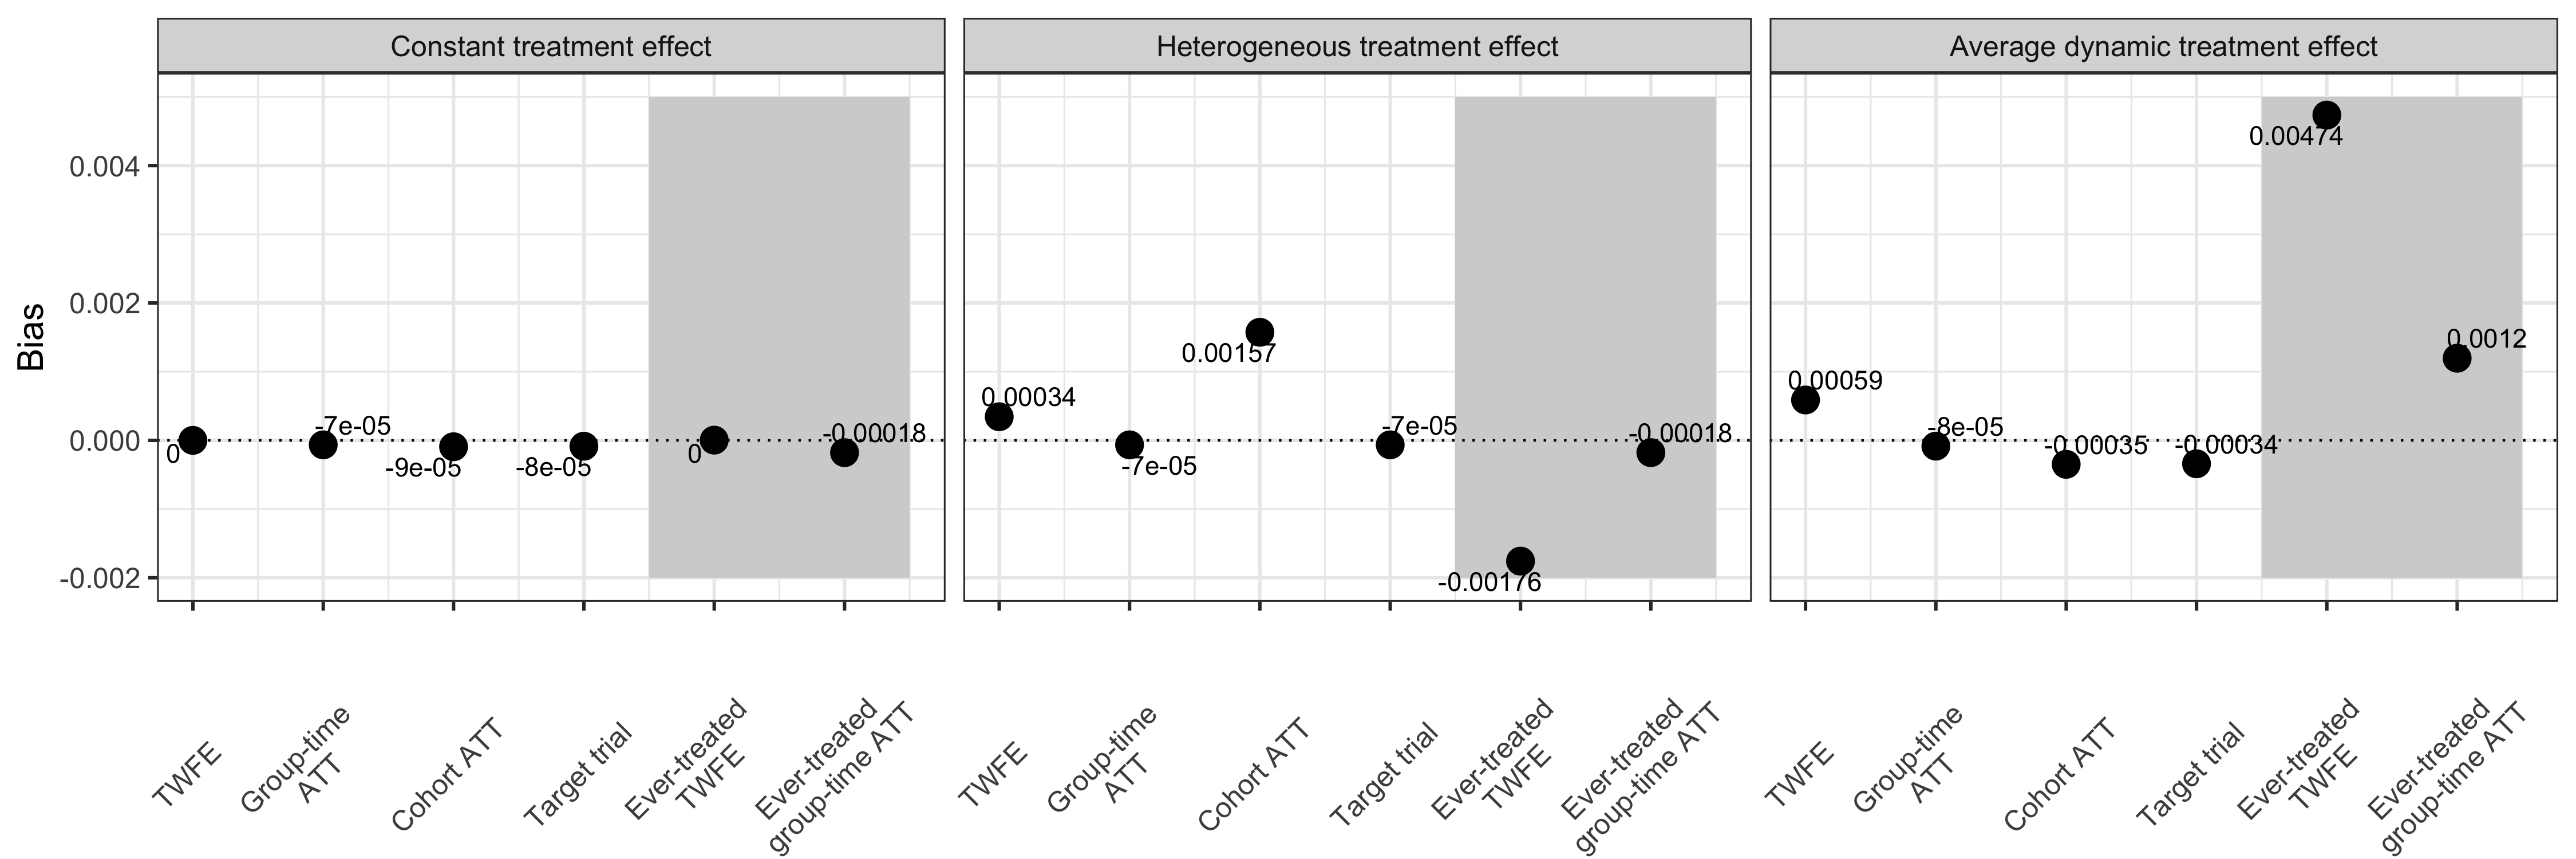 Constant treatment effect
Heterogeneous treatment effect
Average dynamic treatment effect
Bias
0.004
0.002
0.000
-0.002
0
-7e-05
-9e-05
-8e-05
0
-0.00018
0.00034
-7e-05
0.00157
-7e-05
-0.00176
-0.00018
0.00059
-8e-05
-0.00035
-0.00034
0.00474
0.0012
TWFE
Group-time
ATT
Cohort ATT
Target trial
Ever-treated
TWFE
Ever-treated
group-time ATT
TWFE
Group-time
ATT
Cohort ATT
Target trial
Ever-treated
TWFE
Ever-treated
group-time ATT
TWFE
Group-time
ATT
Cohort ATT
Target trial
Ever-treated
TWFE
Ever-treated
group-time ATT